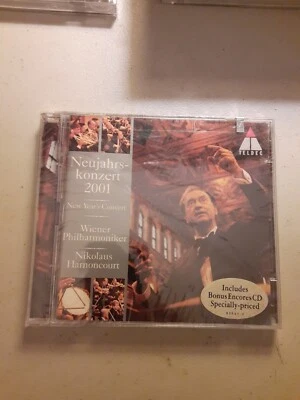 TELDEC
Neujahrs-
konzert
2001
New Year's Concert
Wiener
Philharmoniker
Nikolaus
Harnoncourt
Includes
Bonus Encores CD
Specially-priced